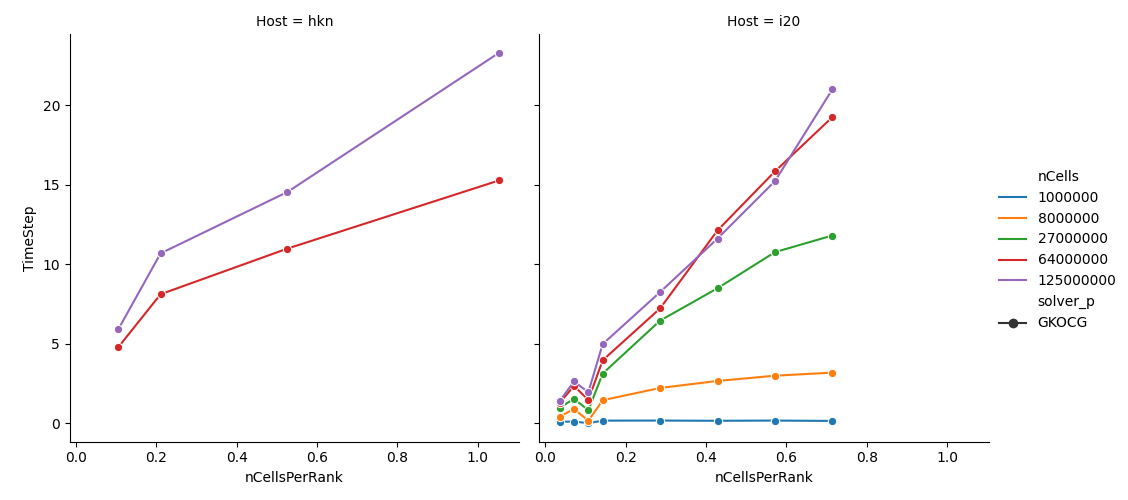 Host = hkn
Host = i20
TimeStep
20
15
10
5
0
0.0 0.2 0.4 0.6 0.8 1.0
0.0 0.2 0.4 0.6 0.8 1.0
nCellsPerRank
nCellsPerRank
nCells
1000000
8000000
27000000
64000000
125000000
solver_p
GKOCG